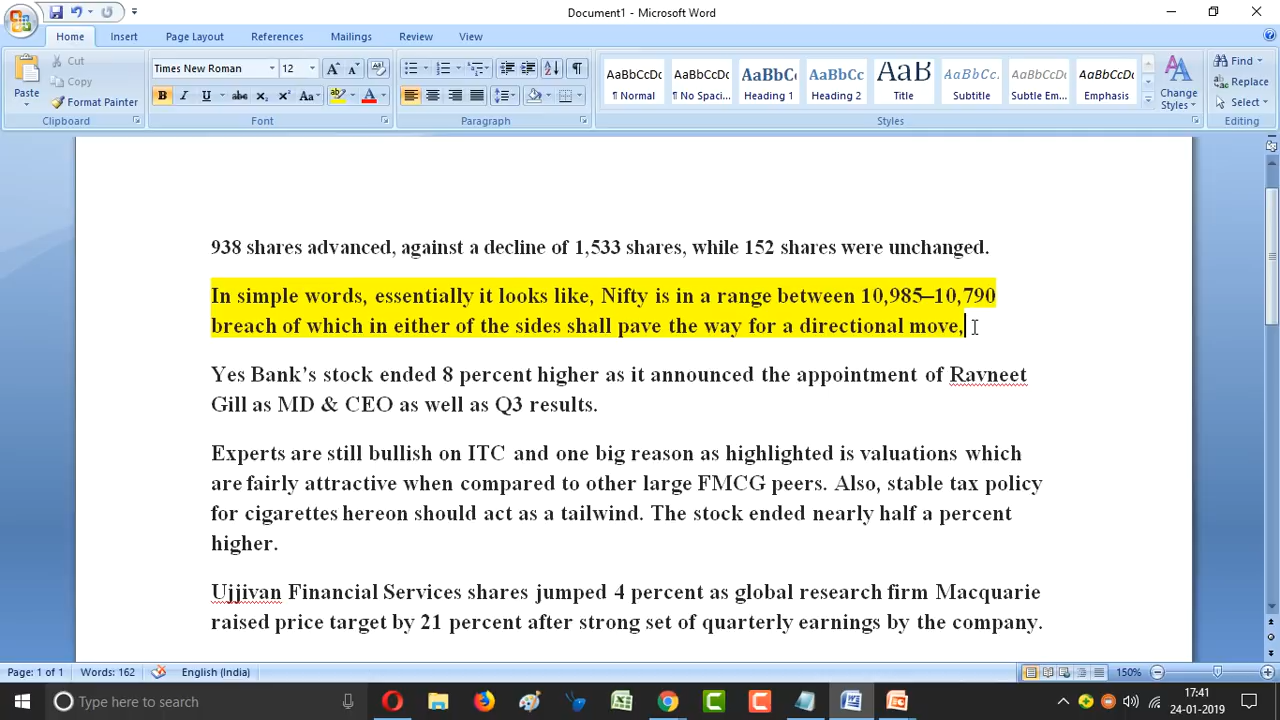 Document1 - Microsoft Word
Home Insert Page Layout References Mailings Review View
Paste
Cut
Copy
Format Painter
Clipboard
Times New Roman 12
Font
Paragraph
AaBbCcDc AaBbCcDc AaBbC AaBbCc AaB AaBbCc. AaBbCcDc AaBbCcDc
¶ Normal ¶ No Spaci... Heading 1 Heading 2 Title Subtitle Subtle Em... Emphasis
Change Styles
Styles
Find
Replace
Select
Editing
938 shares advanced, against a decline of 1,533 shares, while 152 shares were unchanged.
In simple words, essentially it looks like, Nifty is in a range between 10,985–10,790
breach of which in either of the sides shall pave the way for a directional move,
Yes Bank’s stock ended 8 percent higher as it announced the appointment of Ravneet
Gill as MD & CEO as well as Q3 results.
Experts are still bullish on ITC and one big reason as highlighted is valuations which
are fairly attractive when compared to other large FMCG peers. Also, stable tax policy
for cigarettes hereon should act as a tailwind. The stock ended nearly half a percent
higher.
Ujjivan Financial Services shares jumped 4 percent as global research firm Macquarie
raised price target by 21 percent after strong set of quarterly earnings by the company.
Page: 1 of 1 Words: 162 English (India) 150%
Type here to search
17:41
24-01-2019